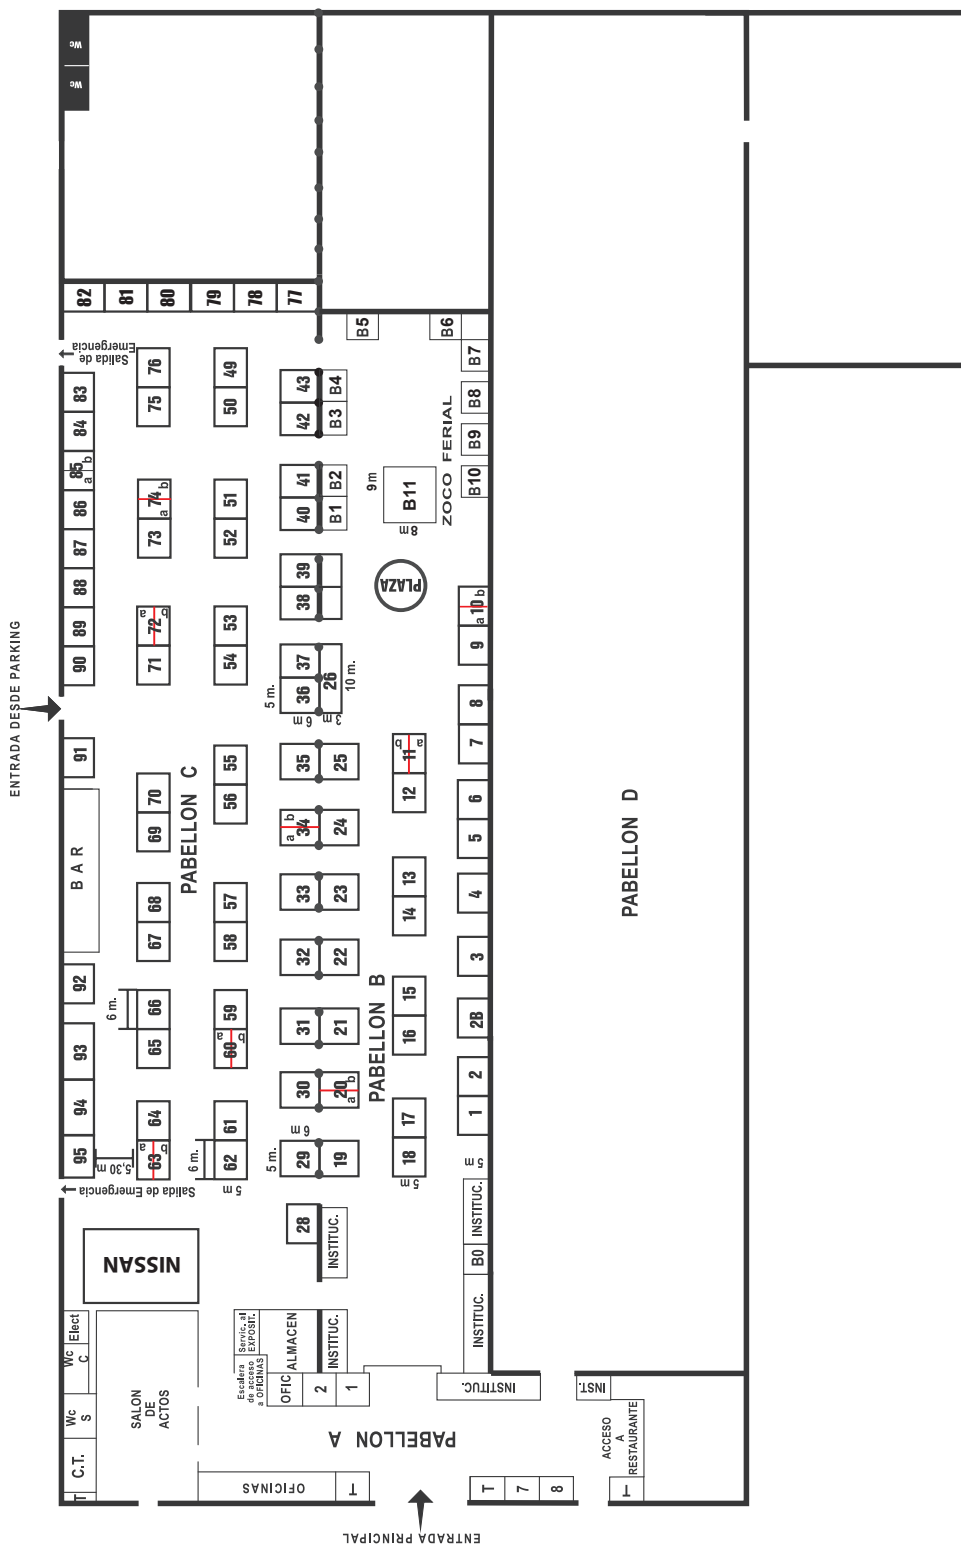 Wc
Wc
82
81
80
79
78
77
B5
B6
Salida de
Emergencia
76
75
49
50
43
42
B4
B3
B7
B8
B9
B10
83
84
85
a b
86
87
88
89
90
74
a b
73
51
52
41
40
B2
B1
9 m
B11
8 m
ZOCO FERIAL
39
38
PLAZA
10
a b
9
72
a
b
71
53
54
37
36
26
5 m.
6 m
3 m
10 m.
ENTRADA DESDE PARKING
91
BAR
70
69
PABELLON C
55
56
35
25
34
a b
24
11
b
a
12
8
7
6
5
PABELLON D
68
67
57
58
33
23
32
22
13
14
4
3
92
6 m.
66
65
59
60
a
b
31
21
PABELLON B
15
16
2B
93
94
95
5,30 m
64
63
a
b
6 m.
61
62
5 m
30
20
a b
6 m
5 m.
29
19
17
18
5 m
2
1
5 m
Salida de Emergencia
NISSAN
28
INSTITUC.
INSTITUC.
B0
INSTITUC.
Elect
Wc
C
Wc
S
C.T.
T
SALON
DE
ACTOS
Servic. al
EXPOSIT.
ALMACEN
INSTITUC.
Escalera
de acceso
a OFICINAS
OFIC
2
1
INSTITUC.
INST.
PABELLON A
OFICINAS
T
T
7
8
T
ACCESO
A
RESTAURANTE
ENTRADA PRINCIPAL